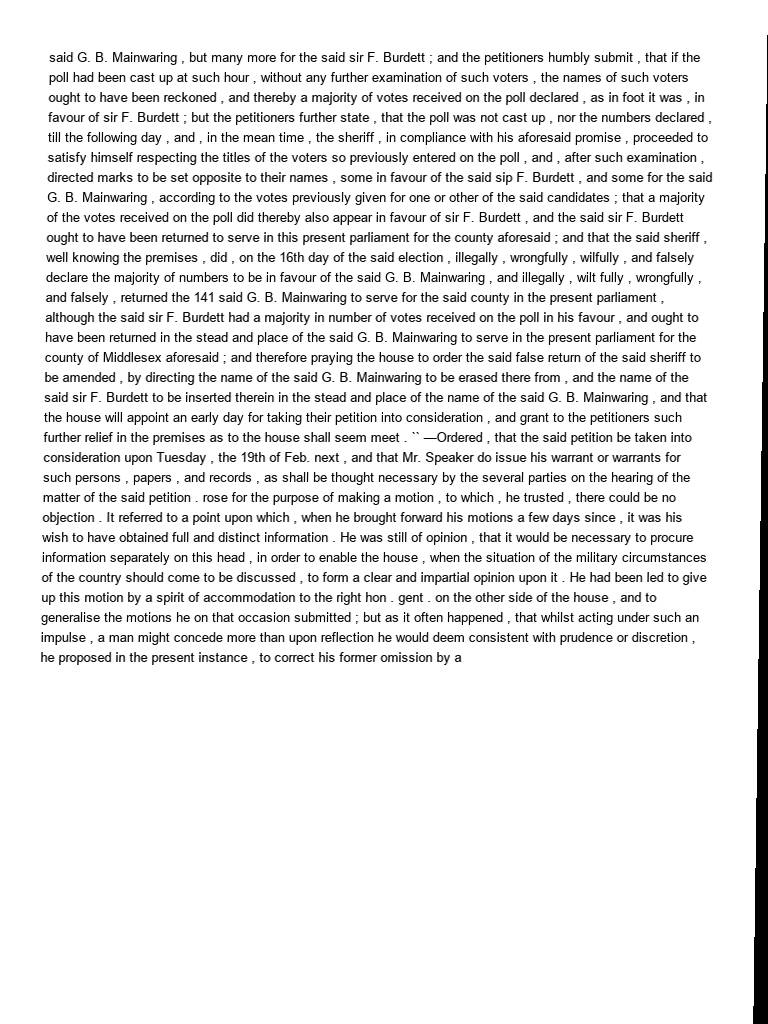 said G. B. Mainwaring , but many more for the said sir F. Burdett ; and the petitioners humbly submit , that if the
poll had been cast up at such hour , without any further examination of such voters , the names of such voters
ought to have been reckoned , and thereby a majority of votes received on the poll declared , as in foot it was , in
favour of sir F. Burdett ; but the petitioners further state , that the poll was not cast up , nor the numbers declared ,
till the following day , and , in the mean time , the sheriff , in compliance with his aforesaid promise , proceeded to
satisfy himself respecting the titles of the voters so previously entered on the poll , and , after such examination ,
directed marks to be set opposite to their names , some in favour of the said sip F. Burdett , and some for the said
G. B. Mainwaring , according to the votes previously given for one or other of the said candidates ; that a majority
of the votes received on the poll did thereby also appear in favour of sir F. Burdett , and the said sir F. Burdett
ought to have been returned to serve in this present parliament for the county aforesaid ; and that the said sheriff ,
well knowing the premises , did , on the 16th day of the said election , illegally , wrongfully , wilfully , and falsely
declare the majority of numbers to be in favour of the said G. B. Mainwaring , and illegally , wilt fully , wrongfully ,
and falsely , returned the 141 said G. B. Mainwaring to serve for the said county in the present parliament ,
although the said sir F. Burdett had a majority in number of votes received on the poll in his favour , and ought to
have been returned in the stead and place of the said G. B. Mainwaring to serve in the present parliament for the
county of Middlesex aforesaid ; and therefore praying the house to order the said false return of the said sheriff to
be amended , by directing the name of the said G. B. Mainwaring to be erased there from , and the name of the
said sir F. Burdett to be inserted therein in the stead and place of the name of the said G. B. Mainwaring , and that
the house will appoint an early day for taking their petition into consideration , and grant to the petitioners such
further relief in the premises as to the house shall seem meet . `` —Ordered , that the said petition be taken into
consideration upon Tuesday , the 19th of Feb. next , and that Mr. Speaker do issue his warrant or warrants for
such persons , papers , and records , as shall be thought necessary by the several parties on the hearing of the
matter of the said petition . rose for the purpose of making a motion , to which , he trusted , there could be no
objection . It referred to a point upon which , when he brought forward his motions a few days since , it was his
wish to have obtained full and distinct information . He was still of opinion , that it would be necessary to procure
information separately on this head , in order to enable the house , when the situation of the military circumstances
of the country should come to be discussed , to form a clear and impartial opinion upon it . He had been led to give
up this motion by a spirit of accommodation to the right hon . gent . on the other side of the house , and to
generalise the motions he on that occasion submitted ; but as it often happened , that whilst acting under such an
impulse , a man might concede more than upon reflection he would deem consistent with prudence or discretion ,
he proposed in the present instance , to correct his former omission by a